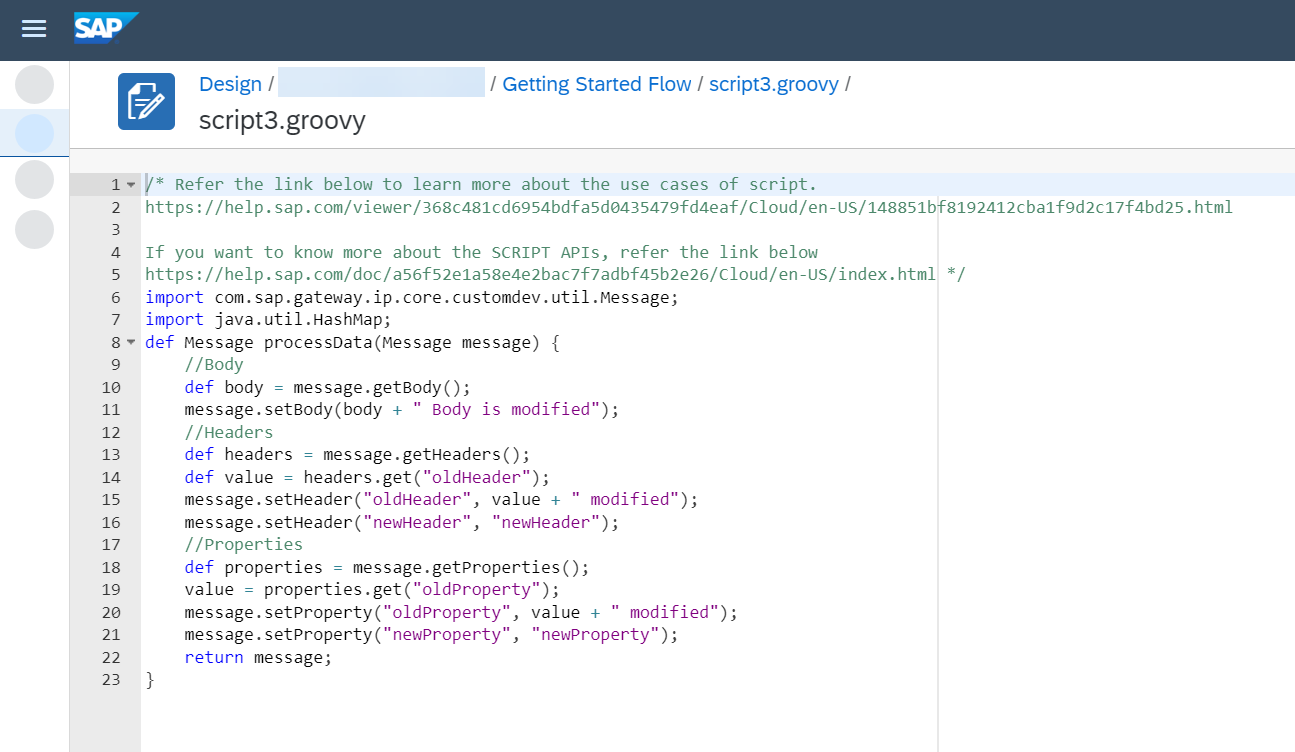 SAP
Design / / Getting Started Flow / script3.groovy /
script3.groovy
1 /* Refer the link below to learn more about the use cases of script.
2 https://help.sap.com/viewer/368c481cd6954bdfa5d0435479fd4eaf/Cloud/en-US/148851bf8192412cba1f9d2c17f4bd25.html
3
4 If you want to know more about the SCRIPT APIs, refer the link below
5 https://help.sap.com/doc/a56f52e1a58e4e2bac7f7adbf45b2e26/Cloud/en-US/index.html */
6 import com.sap.gateway.ip.core.customdev.util.Message;
7 import java.util.HashMap;
8 def Message processData(Message message) {
9     //Body
10     def body = message.getBody();
11     message.setBody(body + " Body is modified");
12     //Headers
13     def headers = message.getHeaders();
14     def value = headers.get("oldHeader");
15     message.setHeader("oldHeader", value + " modified");
16     message.setHeader("newHeader", "newHeader");
17     //Properties
18     def properties = message.getProperties();
19     value = properties.get("oldProperty");
20     message.setProperty("oldProperty", value + " modified");
21     message.setProperty("newProperty", "newProperty");
22     return message;
23 }